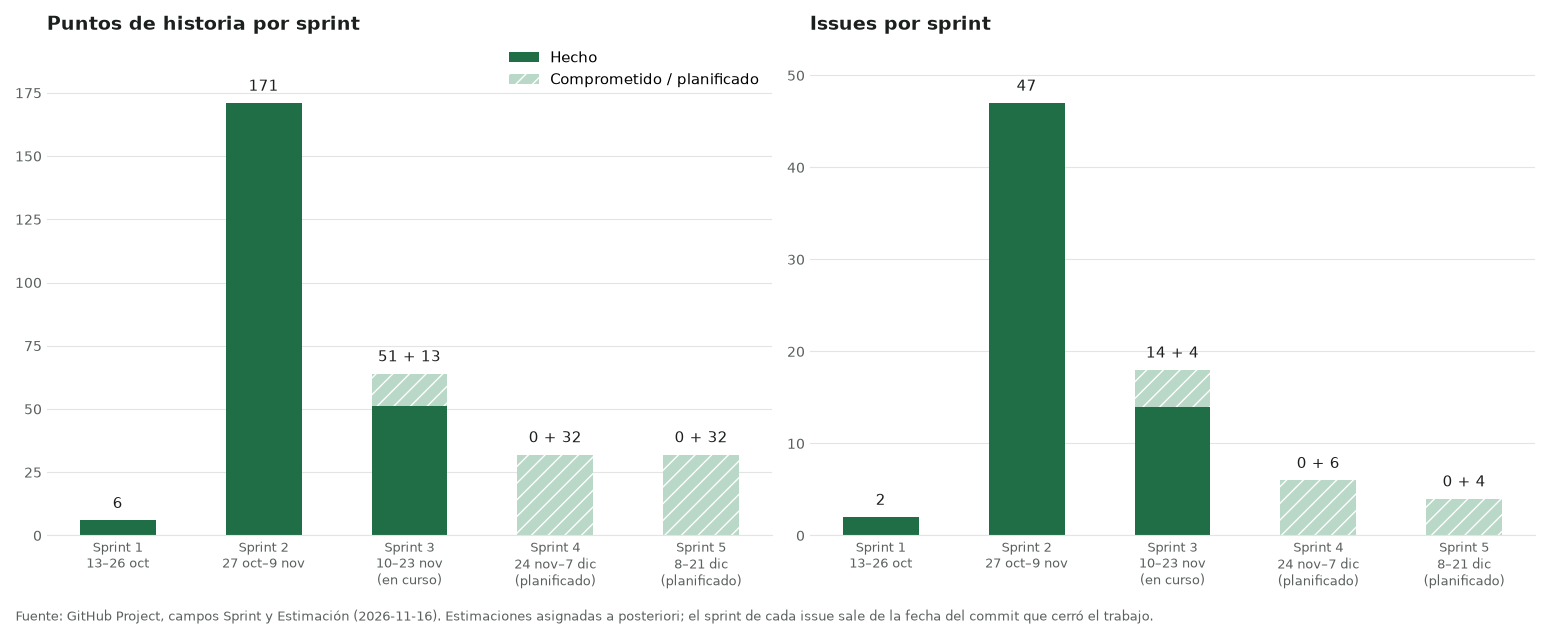 Puntos de historia por sprint
Hecho
Comprometido / planificado
175
150
125
100
75
50
25
0
6
171
51 + 13
0 + 32
0 + 32
Sprint 1
13–26 oct
Sprint 2
27 oct–9 nov
Sprint 3
10–23 nov
(en curso)
Sprint 4
24 nov–7 dic
(planificado)
Sprint 5
8–21 dic
(planificado)
Issues por sprint
50
40
30
20
10
0
2
47
14 + 4
0 + 6
0 + 4
Sprint 1
13–26 oct
Sprint 2
27 oct–9 nov
Sprint 3
10–23 nov
(en curso)
Sprint 4
24 nov–7 dic
(planificado)
Sprint 5
8–21 dic
(planificado)
Fuente: GitHub Project, campos Sprint y Estimación (2026-11-16). Estimaciones asignadas a posteriori; el sprint de cada issue sale de la fecha del commit que cerró el trabajo.